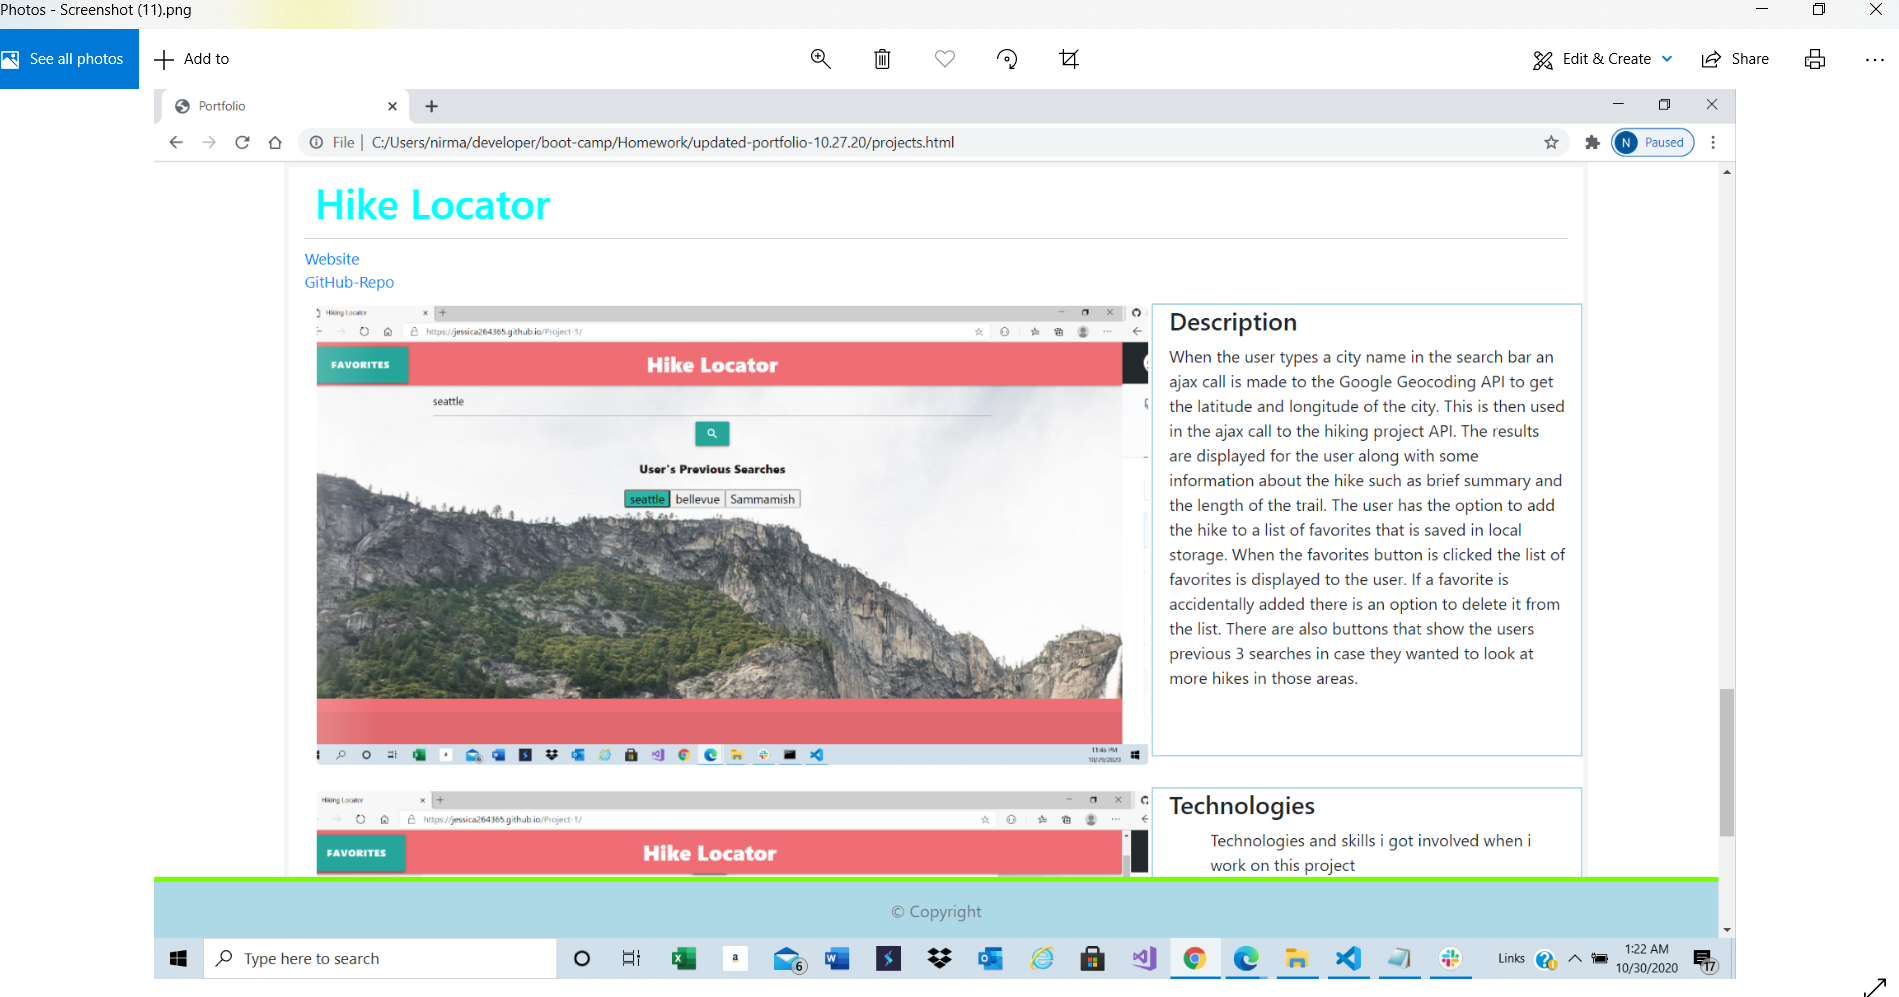 Photos - Screenshot (11).png
See all photos
Add to
Edit & Create
Share
Portfolio
File
C:/Users/nirma/developer/boot-camp/Homework/updated-portfolio-10.27.20/projects.html
N Paused
Hike Locator
Website
GitHub-Repo
Hiking Locator
https://jessica264365.github.io/Project-1/
FAVORITES
Hike Locator
seattle
User's Previous Searches
seattle bellevue Sammamish
11:46 PM
10/29/2020
Description
When the user types a city name in the search bar an
ajax call is made to the Google Geocoding API to get
the latitude and longitude of the city. This is then used
in the ajax call to the hiking project API. The results
are displayed for the user along with some
information about the hike such as brief summary and
the length of the trail. The user has the option to add
the hike to a list of favorites that is saved in local
storage. When the favorites button is clicked the list of
favorites is displayed to the user. If a favorite is
accidentally added there is an option to delete it from
the list. There are also buttons that show the users
previous 3 searches in case they wanted to look at
more hikes in those areas.
Hiking Locator
https://jessica264365.github.io/Project-1/
FAVORITES
Hike Locator
Technologies
Technologies and skills i got involved when i
work on this project
© Copyright
Type here to search
a
6
Links
1:22 AM
10/30/2020
17